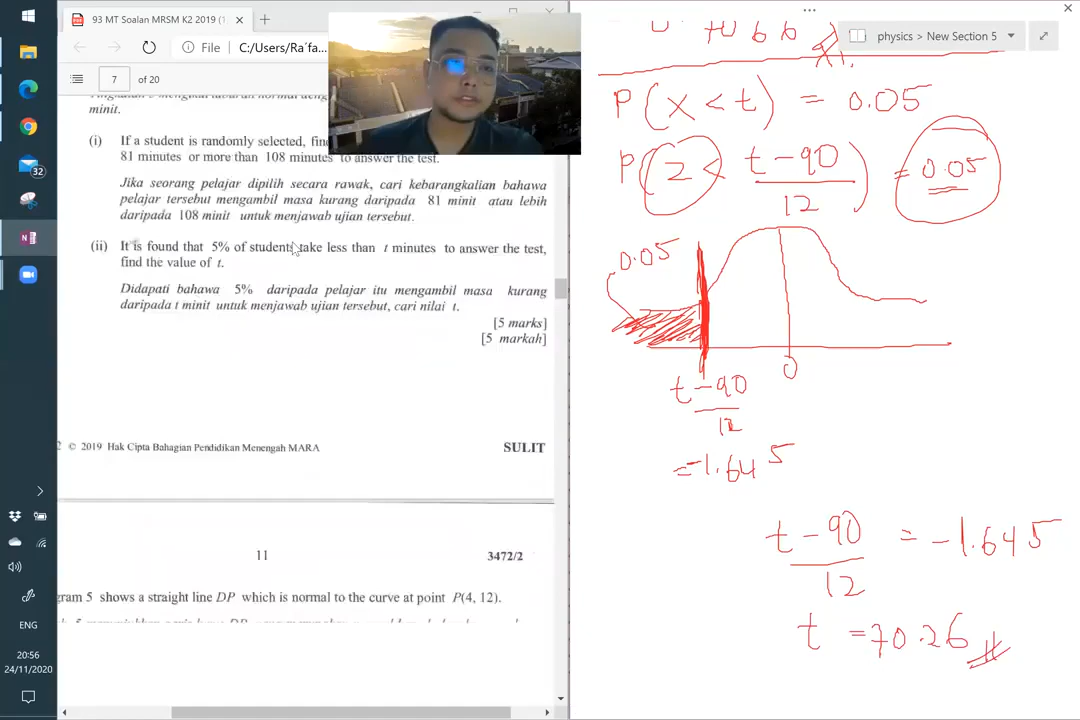 93 MT Soalan MRSM K2 2019 (1
File
C:/Users/Ra'fa...
7 of 20
minit.
(i) If a student is randomly selected, fin
81 minutes or more than 108 minutes to answer the test.
Jika seorang pelajar dipilih secara rawak, cari kebarangkalian bahawa
pelajar tersebut mengambil masa kurang daripada 81 minit atau lebih
daripada 108 minit untuk menjawab ujian tersebut.
(ii) It is found that 5% of students take less than t minutes to answer the test,
find the value of t.
Didapati bahawa 5% daripada pelajar itu mengambil masa kurang
daripada t minit untuk menjawab ujian tersebut, cari nilai t.
[5 marks]
[5 markah]
2 © 2019 Hak Cipta Bahagian Pendidikan Menengah MARA
SULIT
11
3472/2
gram 5 shows a straight line DP which is normal to the curve at point P(4, 12).
32
ENG
20:56
24/11/2020
physics > New Section 5
P(x < t) = 0.05
P(Z < t-90/12) = 0.05
0.05
0
t-90
12
= -1.645
t-90/12 = -1.645
t = 70.26